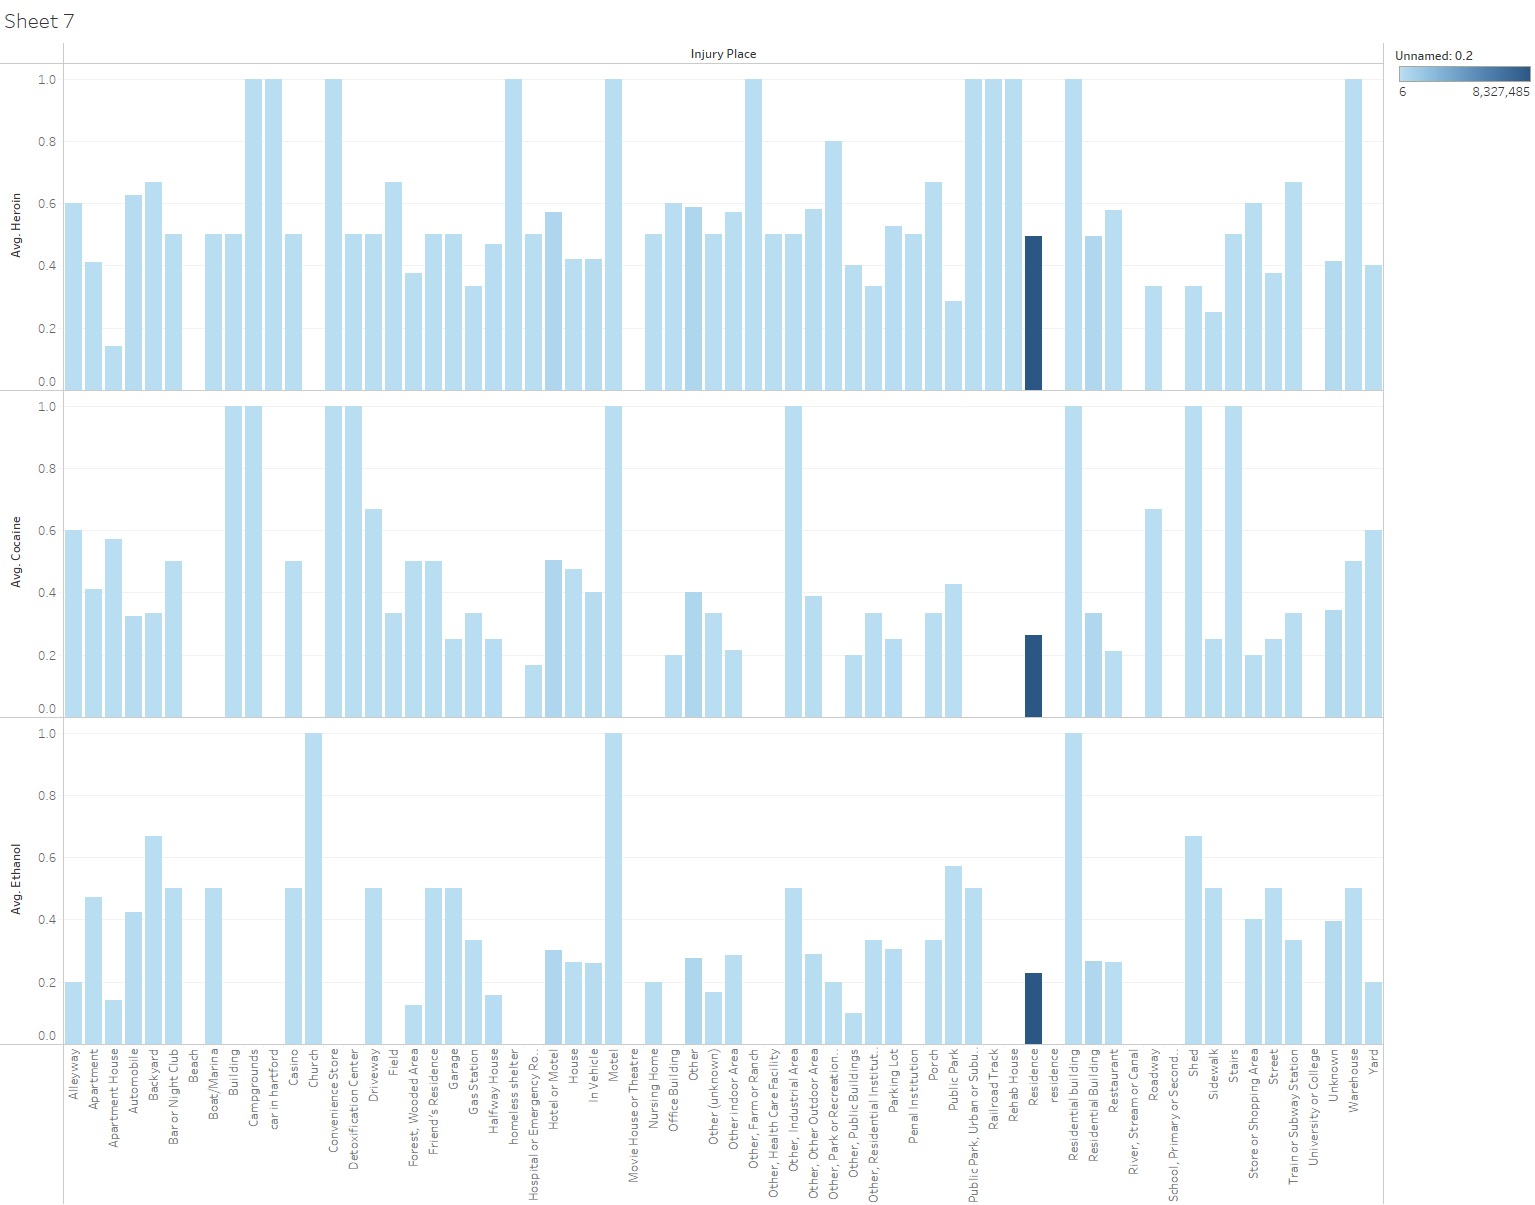 Sheet 7
Injury Place
Unnamed: 0.2
6 8,327,485
Avg. Heroin
1.0
0.8
0.6
0.4
0.2
0.0
Avg. Cocaine
1.0
0.8
0.6
0.4
0.2
0.0
Avg. Ethanol
1.0
0.8
0.6
0.4
0.2
0.0
Alleyway
Apartment
Apartment House
Automobile
Backyard
Bar or Night Club
Beach
Boat/Marina
Building
Campgrounds
car in hartford
Casino
Church
Convenience Store
Detoxification Center
Driveway
Field
Forest, Wooded Area
Friend's Residence
Garage
Gas Station
Halfway House
homeless shelter
Hospital or Emergency Ro..
Hotel or Motel
House
In Vehicle
Motel
Movie House or Theatre
Nursing Home
Office Building
Other
Other (unknown)
Other indoor Area
Other, Farm or Ranch
Other, Health Care Facility
Other, Industrial Area
Other, Other Outdoor Area
Other, Park or Recreation..
Other, Public Buildings
Other, Residential Institut..
Parking Lot
Penal Institution
Porch
Public Park
Public Park, Urban or Subu..
Railroad Track
Rehab House
Residence
residence
Residential building
Residential Building
Restaurant
River, Stream or Canal
Roadway
School, Primary or Second..
Shed
Sidewalk
Stairs
Store or Shopping Area
Street
Train or Subway Station
University or College
Unknown
Warehouse
Yard